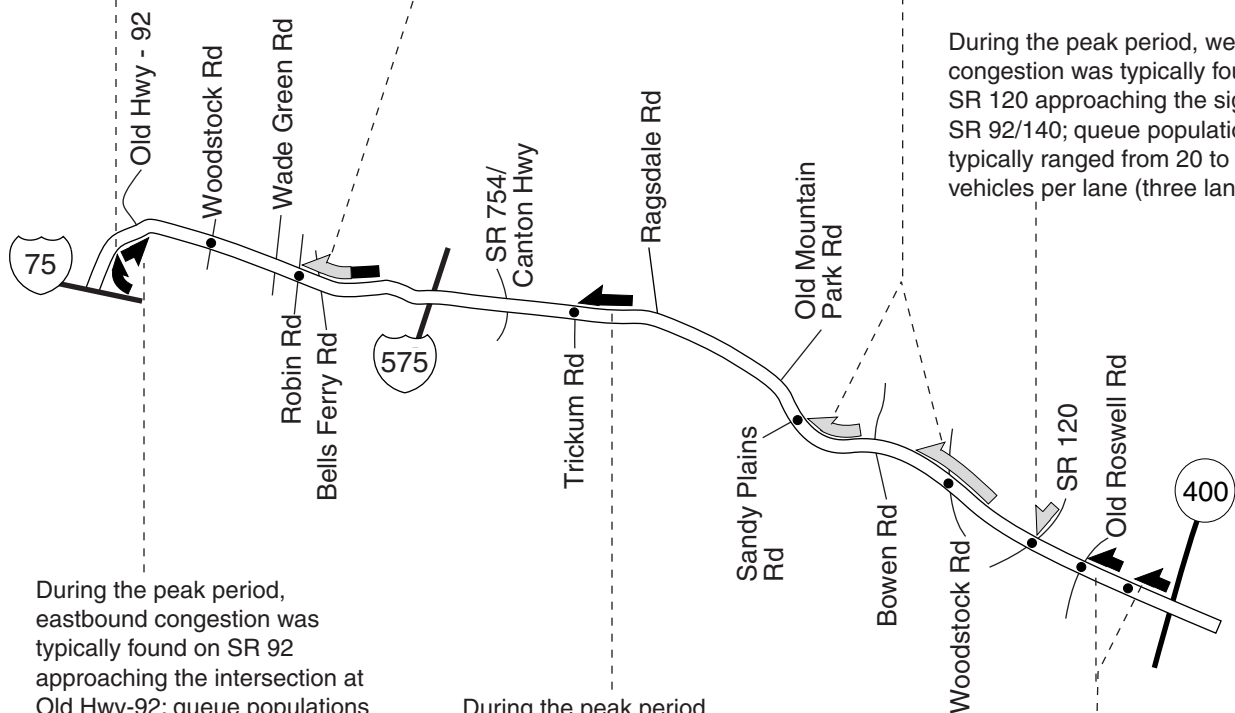 Old Hwy - 92
Woodstock Rd
Wade Green Rd
SR 754/
Canton Hwy
Ragsdale Rd
Old Mountain
Park Rd
During the peak period, we
congestion was typically fou
SR 120 approaching the sig
SR 92/140; queue populatio
typically ranged from 20 to
vehicles per lane (three lan
75
575
Robin Rd
Bells Ferry Rd
Trickum Rd
Sandy Plains
Rd
Bowen Rd
Woodstock Rd
SR 120
Old Roswell Rd
400
During the peak period,
eastbound congestion was
typically found on SR 92
approaching the intersection at
Old Hwy-92; queue populations
During the peak period